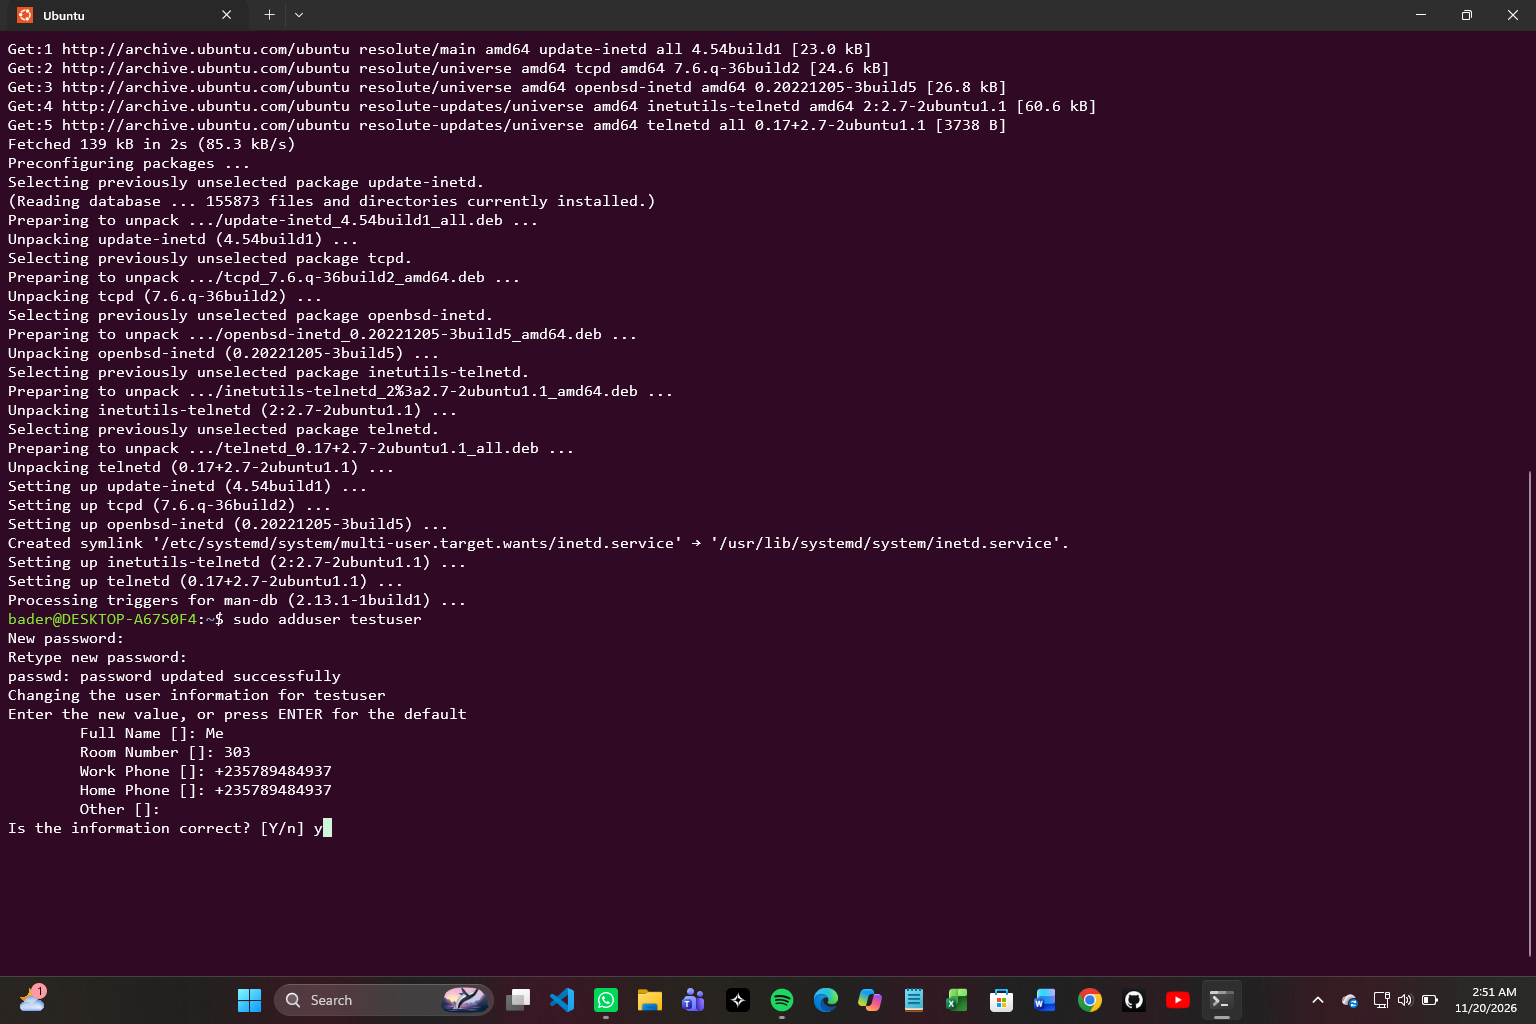 Ubuntu
Get:1 http://archive.ubuntu.com/ubuntu resolute/main amd64 update-inetd all 4.54build1 [23.0 kB]
Get:2 http://archive.ubuntu.com/ubuntu resolute/universe amd64 tcpd amd64 7.6.q-36build2 [24.6 kB]
Get:3 http://archive.ubuntu.com/ubuntu resolute/universe amd64 openbsd-inetd amd64 0.20221205-3build5 [26.8 kB]
Get:4 http://archive.ubuntu.com/ubuntu resolute-updates/universe amd64 inetutils-telnetd amd64 2:2.7-2ubuntu1.1 [60.6 kB]
Get:5 http://archive.ubuntu.com/ubuntu resolute-updates/universe amd64 telnetd all 0.17+2.7-2ubuntu1.1 [3738 B]
Fetched 139 kB in 2s (85.3 kB/s)
Preconfiguring packages ...
Selecting previously unselected package update-inetd.
(Reading database ... 155873 files and directories currently installed.)
Preparing to unpack .../update-inetd_4.54build1_all.deb ...
Unpacking update-inetd (4.54build1) ...
Selecting previously unselected package tcpd.
Preparing to unpack .../tcpd_7.6.q-36build2_amd64.deb ...
Unpacking tcpd (7.6.q-36build2) ...
Selecting previously unselected package openbsd-inetd.
Preparing to unpack .../openbsd-inetd_0.20221205-3build5_amd64.deb ...
Unpacking openbsd-inetd (0.20221205-3build5) ...
Selecting previously unselected package inetutils-telnetd.
Preparing to unpack .../inetutils-telnetd_2%3a2.7-2ubuntu1.1_amd64.deb ...
Unpacking inetutils-telnetd (2:2.7-2ubuntu1.1) ...
Selecting previously unselected package telnetd.
Preparing to unpack .../telnetd_0.17+2.7-2ubuntu1.1_all.deb ...
Unpacking telnetd (0.17+2.7-2ubuntu1.1) ...
Setting up update-inetd (4.54build1) ...
Setting up tcpd (7.6.q-36build2) ...
Setting up openbsd-inetd (0.20221205-3build5) ...
Created symlink '/etc/systemd/system/multi-user.target.wants/inetd.service' → '/usr/lib/systemd/system/inetd.service'.
Setting up inetutils-telnetd (2:2.7-2ubuntu1.1) ...
Setting up telnetd (0.17+2.7-2ubuntu1.1) ...
Processing triggers for man-db (2.13.1-1build1) ...
bader@DESKTOP-A67S0F4:~$ sudo adduser testuser
New password:
Retype new password:
passwd: password updated successfully
Changing the user information for testuser
Enter the new value, or press ENTER for the default
Full Name []: Me
Room Number []: 303
Work Phone []: +235789484937
Home Phone []: +235789484937
Other []:
Is the information correct? [Y/n] y
1
Search
2:51 AM
11/20/2026